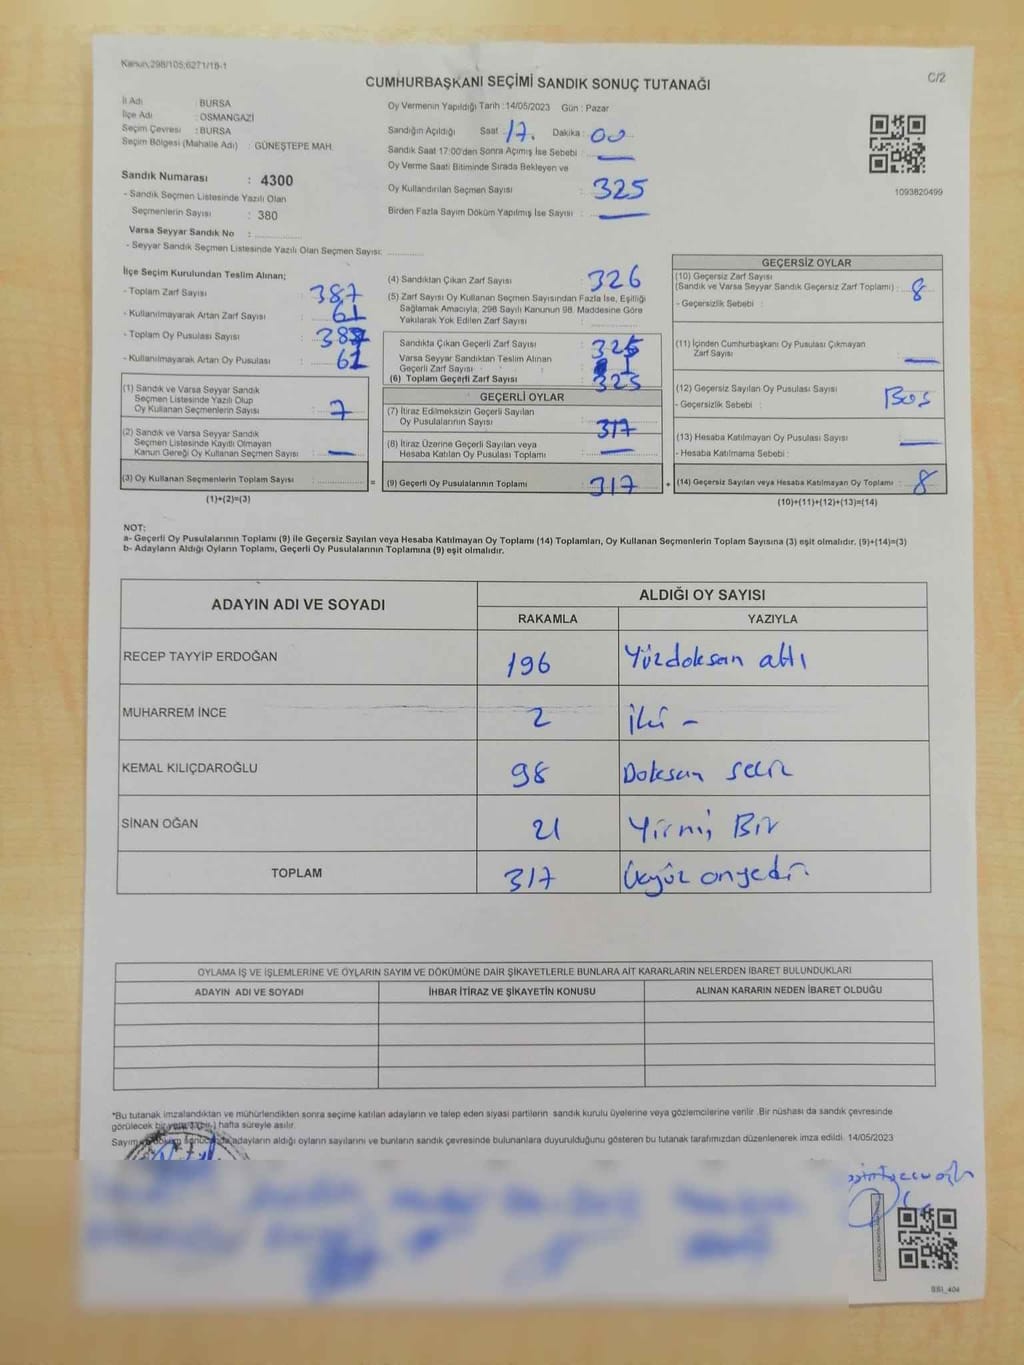 Kanun,298/105;6271/18-1
CUMHURBAŞKANI SEÇİMİ SANDIK SONUÇ TUTANAĞI
C/2
İl Adı : BURSA
İlçe Adı : OSMANGAZİ
Seçim Çevresi : BURSA
Seçim Bölgesi (Mahalle Adı) : GÜNEŞTEPE MAH.
Sandık Numarası : 4300
- Sandık Seçmen Listesinde Yazılı Olan
Seçmenlerin Sayısı : 380
Varsa Seyyar Sandık No :
- Seyyar Sandık Seçmen Listesinde Yazılı Olan Seçmen Sayısı:
Oy Vermenin Yapıldığı Tarih :14/05/2023 Gün : Pazar
Sandığın Açıldığı Saat : 17. Dakika : 00
Sandık Saat 17:00'den Sonra Açımış İse Sebebi : —
Oy Verme Saati Bitiminde Sırada Bekleyen ve
Oy Kullandırılan Seçmen Sayısı : 325
Birden Fazla Sayım Döküm Yapılmış İse Sayısı : —
1093820499
İlçe Seçim Kurulundan Teslim Alınan;
- Toplam Zarf Sayısı : 387
- Kullanılmayarak Artan Zarf Sayısı : 61
- Toplam Oy Pusulası Sayısı : 387
- Kullanılmayarak Artan Oy Pusulası : 61
(1) Sandık ve Varsa Seyyar Sandık
Seçmen Listesinde Yazılı Olup
Oy Kullanan Seçmenlerin Sayısı : 7
(2) Sandık ve Varsa Seyyar Sandık
Seçmen Listesinde Kayıtlı Olmayan
Kanun Gereği Oy Kullanan Seçmen Sayısı : —
(3) Oy Kullanan Seçmenlerin Toplam Sayısı : =
(1)+(2)=(3)
(4) Sandıktan Çıkan Zarf Sayısı : 326
(5) Zarf Sayısı Oy Kullanan Seçmen Sayısından Fazla İse, Eşitliği
Sağlamak Amacıyla, 298 Sayılı Kanunun 98. Maddesine Göre
Yakılarak Yok Edilen Zarf Sayısı :
Sandıkta Çıkan Geçerli Zarf Sayısı : 325
Varsa Seyyar Sandıktan Teslim Alınan
Geçerli Zarf Sayısı :
(6) Toplam Geçerli Zarf Sayısı : 325
GEÇERLİ OYLAR
(7) İtiraz Edilmeksizin Geçerli Sayılan
Oy Pusulalarının Sayısı : 317
(8) İtiraz Üzerine Geçerli Sayılan veya
Hesaba Katılan Oy Pusulası Toplamı : —
(9) Geçerli Oy Pusulalarının Toplamı : 317 +
GEÇERSİZ OYLAR
(10) Geçersiz Zarf Sayısı
(Sandık ve Varsa Seyyar Sandık Geçersiz Zarf Toplamı) : 8
- Geçersizlik Sebebi :
(11) İçinden Cumhurbaşkanı Oy Pusulası Çıkmayan
Zarf Sayısı : —
(12) Geçersiz Sayılan Oy Pusulası Sayısı : Boş
- Geçersizlik Sebebi :
(13) Hesaba Katılmayan Oy Pusulası Sayısı : —
- Hesaba Katılmama Sebebi :
(14) Geçersiz Sayılan veya Hesaba Katılmayan Oy Toplamı : 8
(10)+(11)+(12)+(13)=(14)
NOT:
a- Geçerli Oy Pusulalarının Toplamı (9) ile Geçersiz Sayılan veya Hesaba Katılmayan Oy Toplamı (14) Toplamları, Oy Kullanan Seçmenlerin Toplam Sayısına (3) eşit olmalıdır. (9)+(14)=(3)
b- Adayların Aldığı Oyların Toplamı, Geçerli Oy Pusulalarının Toplamına (9) eşit olmalıdır.
ADAYIN ADI VE SOYADI ALDIĞI OY SAYISI
RAKAMLA YAZIYLA
RECEP TAYYİP ERDOĞAN 196 Yüzdoksan altı
MUHARREM İNCE 2 İki -
KEMAL KILIÇDAROĞLU 98 Doksan sekiz
SİNAN OĞAN 21 Yirmi Bir
TOPLAM 317 Üçyüz onyedi.
OYLAMA İŞ VE İŞLEMLERİNE VE OYLARIN SAYIM VE DÖKÜMÜNE DAİR ŞİKAYETLERLE BUNLARA AİT KARARLARIN NELERDEN İBARET BULUNDUKLARI
ADAYIN ADI VE SOYADI İHBAR İTİRAZ VE ŞİKAYETİN KONUSU ALINAN KARARIN NEDEN İBARET OLDUĞU
*Bu tutanak imzalandıktan ve mühürlendikten sonra seçime katılan adayların ve talep eden siyasi partilerin sandık kurulu üyelerine veya gözlemcilerine verilir .Bir nüshası da sandık çevresinde
görülecek bir yere (bir) hafta süreyle asılır.
Sayım ve döküm sonucunda adayların aldığı oyların sayılarını ve bunların sandık çevresinde bulunanlara duyurulduğunu gösteren bu tutanak tarafımızdan düzenlenerek imza edildi. 14/05/2023
BSI_404